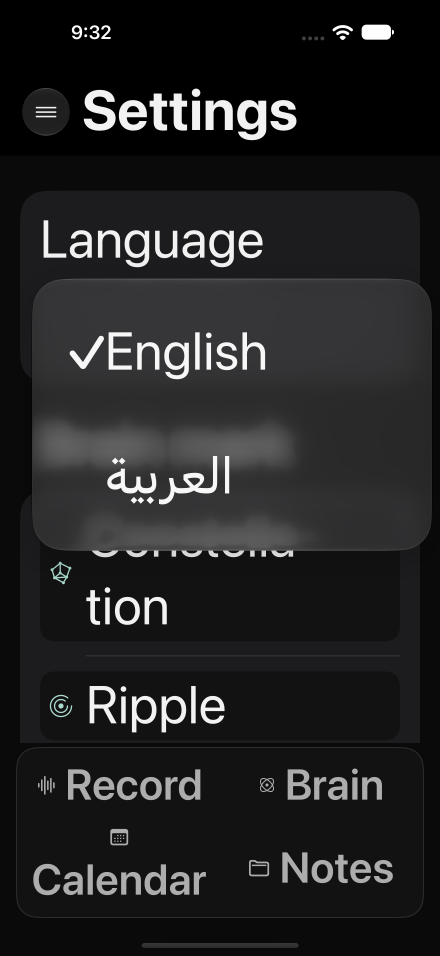 9:32
Settings
Language
English
العربية
tion
Ripple
Record
Brain
Calendar
Notes